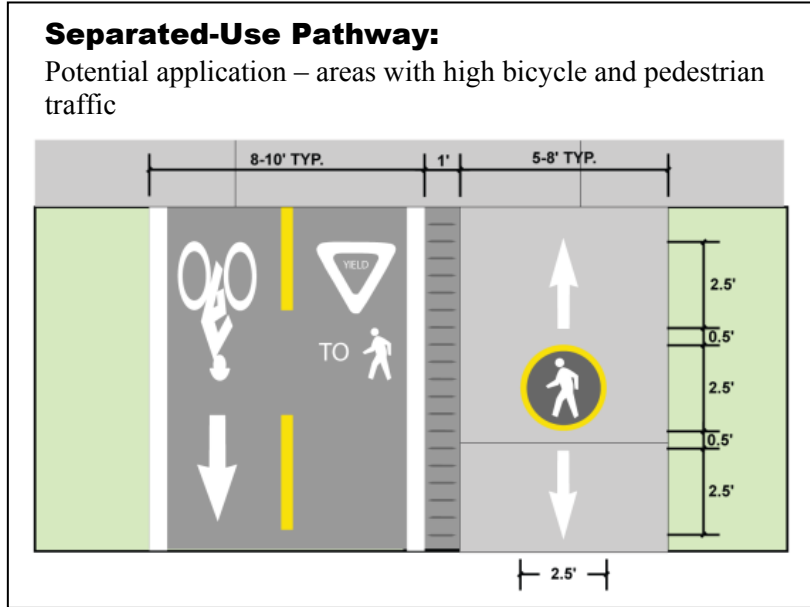 Separated-Use Pathway:
Potential application – areas with high bicycle and pedestrian
traffic
8-10' TYP.
1'
5-8' TYP.
YIELD
TO
2.5'
0.5'
2.5'
0.5'
2.5'
2.5'